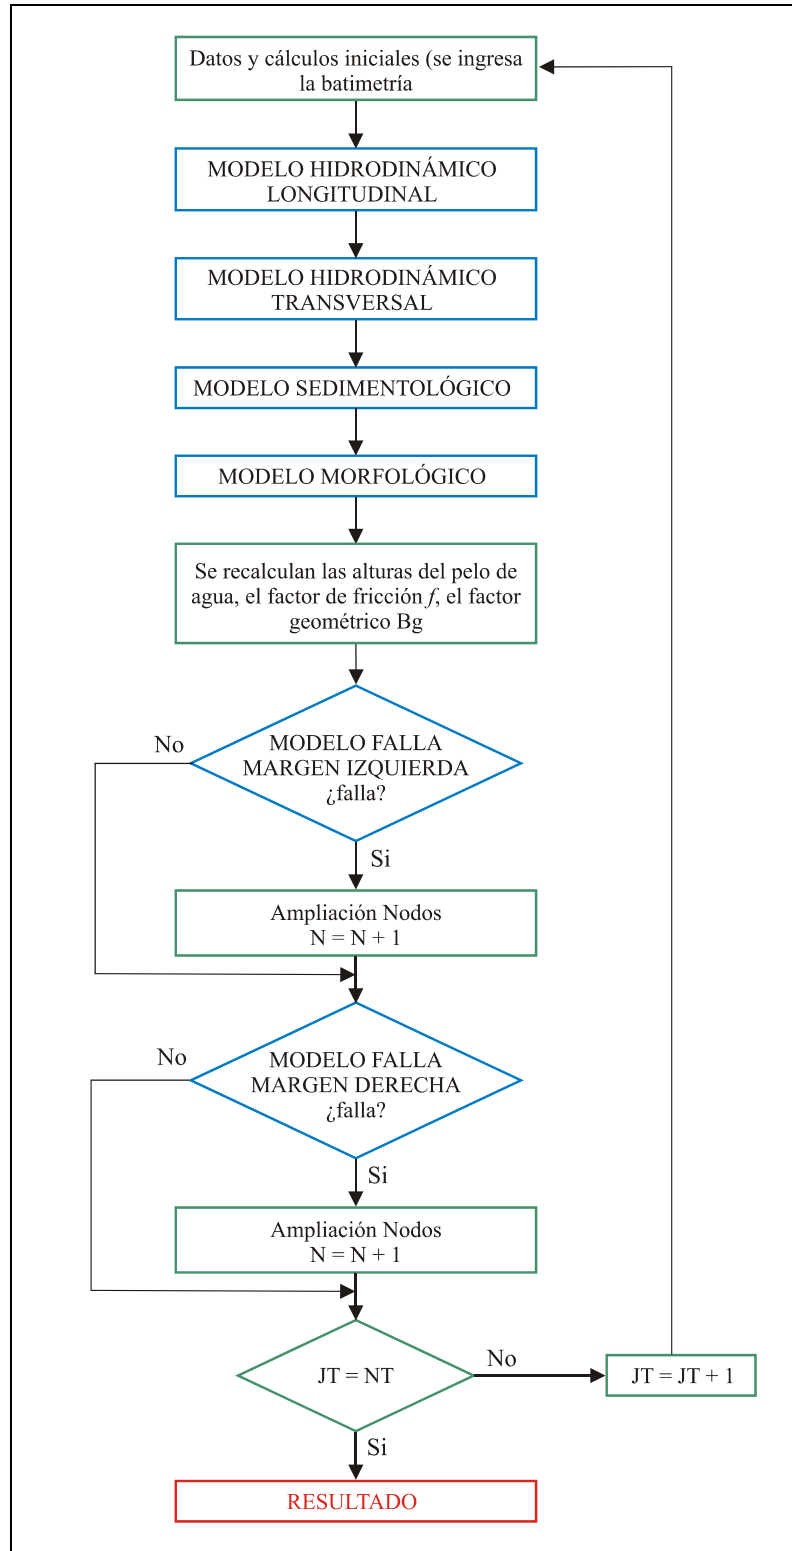 Datos y cálculos iniciales (se ingresa
la batimetría
MODELO HIDRODINÁMICO
LONGITUDINAL
MODELO HIDRODINÁMICO
TRANSVERSAL
MODELO SEDIMENTOLÓGICO
MODELO MORFOLÓGICO
Se recalculan las alturas del pelo de
agua, el factor de fricción f, el factor
geométrico Bg
No
MODELO FALLA
MARGEN IZQUIERDA
¿falla?
Si
Ampliación Nodos
N = N + 1
No
MODELO FALLA
MARGEN DERECHA
¿falla?
Si
Ampliación Nodos
N = N + 1
JT = NT
No
JT = JT + 1
Si
RESULTADO